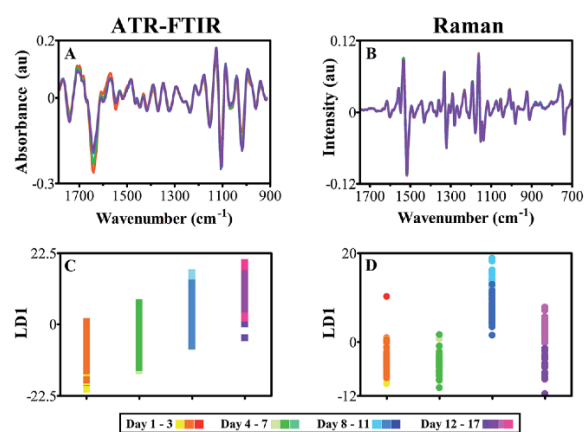 ATR-FTIR
Raman
A
0.2
0
-0.3
Absorbance (au)
1700
1500
1300
1100
900
Wavenumber (cm⁻¹)
B
0.12
0
-0.12
Intensity (au)
1700
1500
1300
1100
900
700
Wavenumber (cm⁻¹)
C
22.5
0
-22.5
LD1
D
20
0
-12
LD1
Day 1 - 3
Day 4 - 7
Day 8 - 11
Day 12 - 17